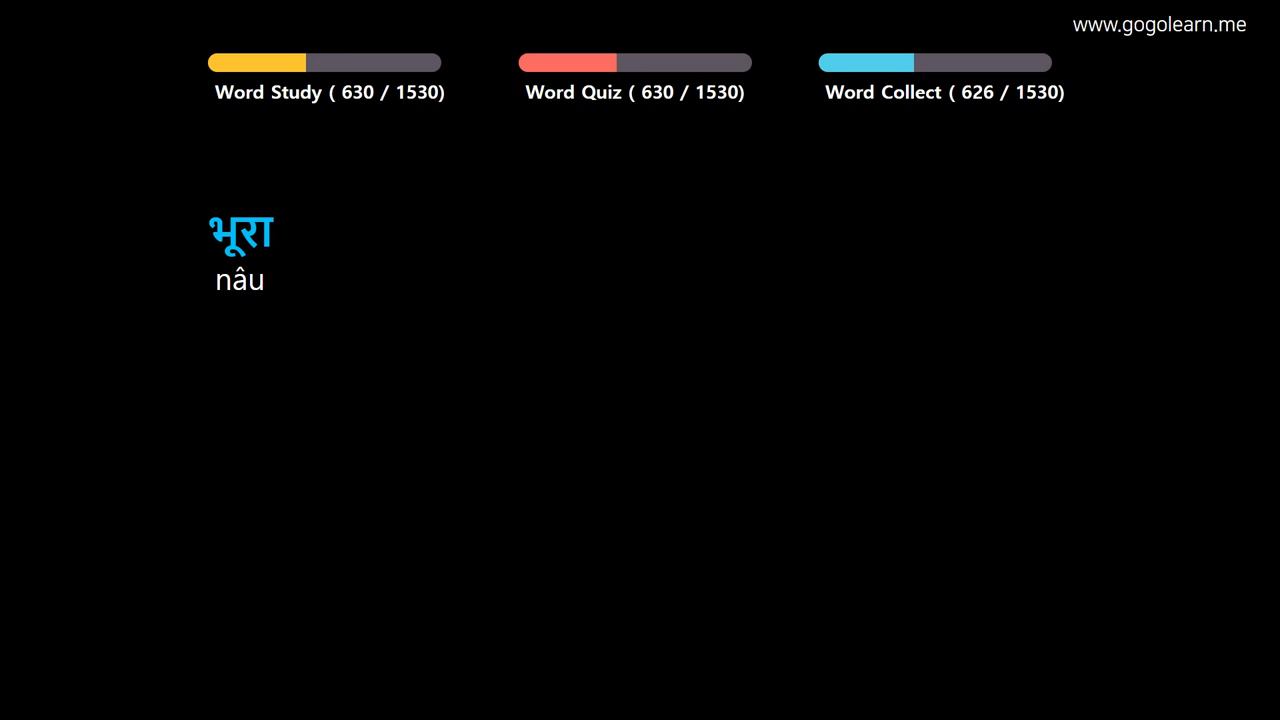 www.gogolearn.me
Word Study ( 630 / 1530)
Word Quiz ( 630 / 1530)
Word Collect ( 626 / 1530)
भूरा
nâu